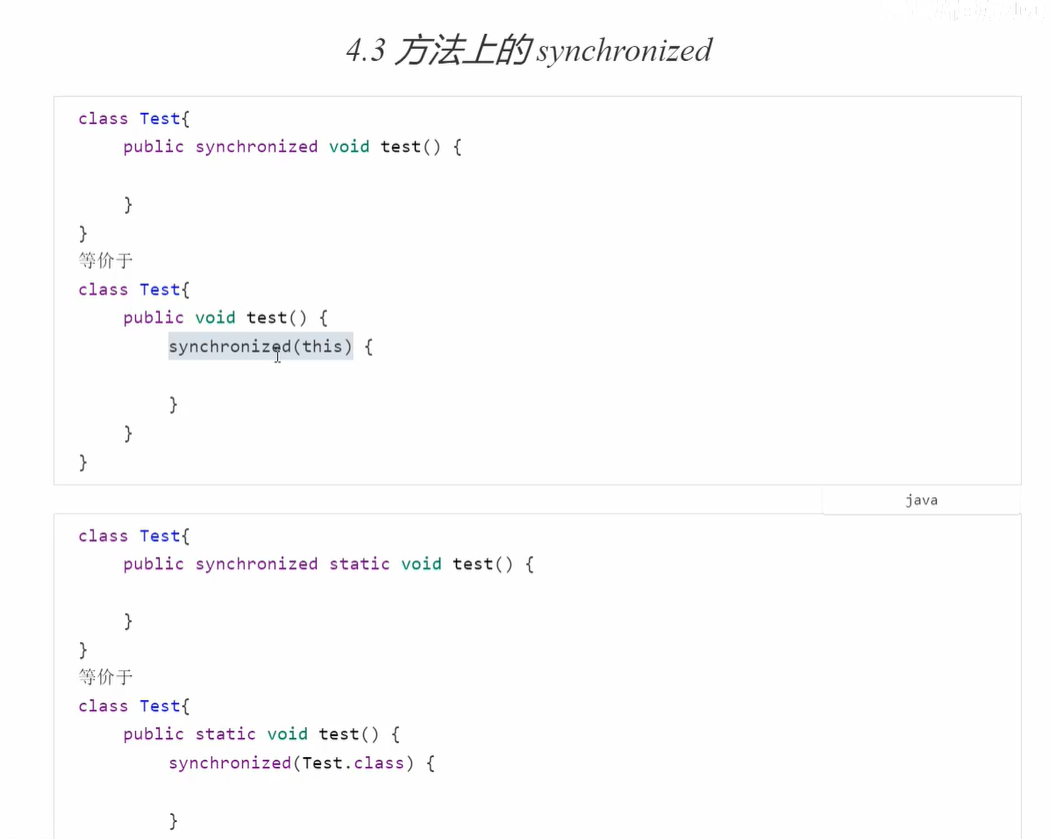 4.3 方法上的 synchronized
class Test{
public synchronized void test() {
}
}
等价于
class Test{
public void test() {
synchronized(this) {
}
}
}
java
class Test{
public synchronized static void test() {
}
}
等价于
class Test{
public static void test() {
synchronized(Test.class) {
}